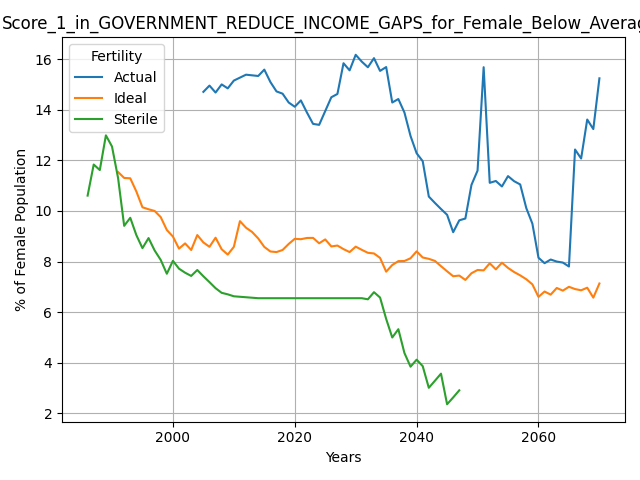 Score_1_in_GOVERNMENT_REDUCE_INCOME_GAPS_for_Female_Below_Averag
Fertility
Actual
Ideal
Sterile
% of Female Population
16
14
12
10
8
6
4
2
2000 2020 2040 2060
Years